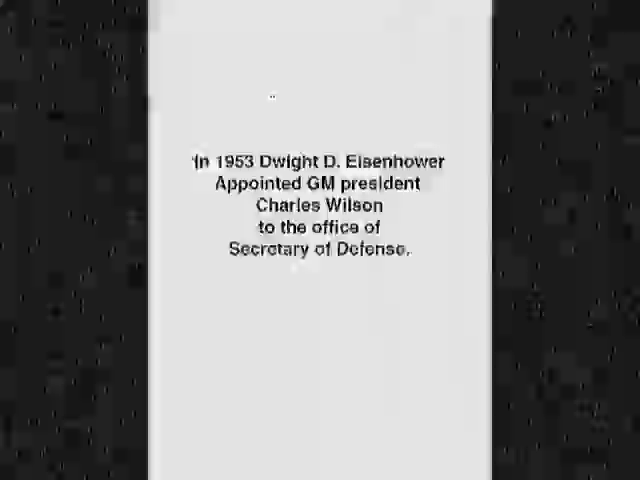 In 1953 Dwight D. Eisenhower
Appointed GM president
Charles Wilson
to the office of
Secretary of Defense.